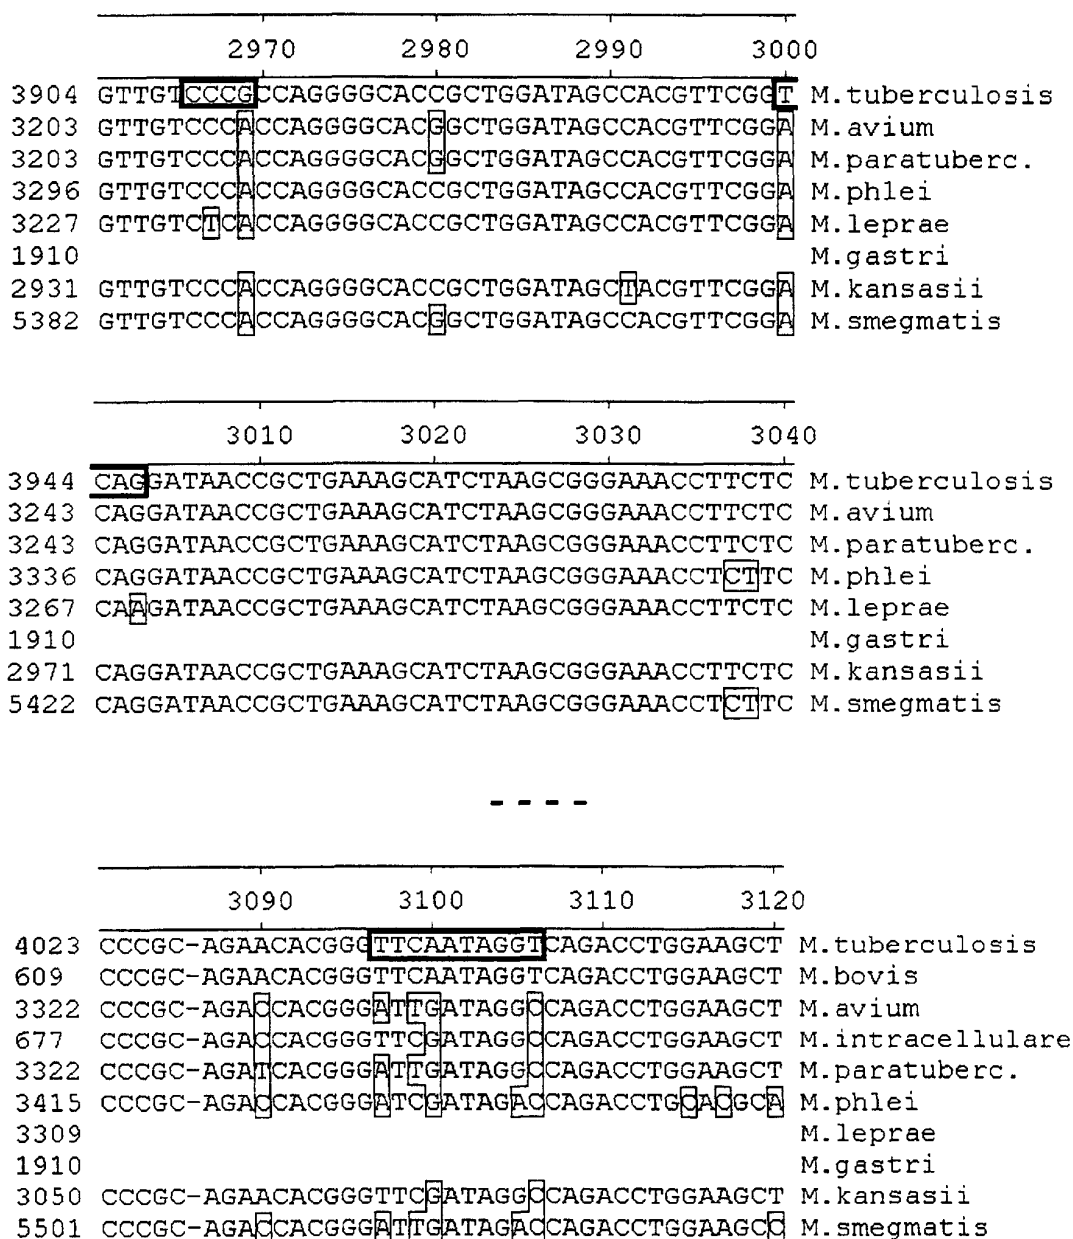 2970 2980 2990 3000
3904 GTTGTCCCGCCAGGGGCACCGCTGGATAGCCACGTTCGGT M.tuberculosis
3203 GTTGTCCCACCAGGGGCACGGCTGGATAGCCACGTTCGGA M.avium
3203 GTTGTCCCACCAGGGGCACGGCTGGATAGCCACGTTCGGA M.paratuberc.
3296 GTTGTCCCACCAGGGGCACCGCTGGATAGCCACGTTCGGA M.phlei
3227 GTTGTCTCACCAGGGGCACCGCTGGATAGCCACGTTCGGA M.leprae
1910 M.gastri
2931 GTTGTCCCACCAGGGGCACCGCTGGATAGCTACGTTCGGA M.kansasii
5382 GTTGTCCCACCAGGGGCACGGCTGGATAGCCACGTTCGGA M.smegmatis
3010 3020 3030 3040
3944 CAGGATAACCGCTGAAAGCATCTAAGCGGGAAACCTTCTC M.tuberculosis
3243 CAGGATAACCGCTGAAAGCATCTAAGCGGGAAACCTTCTC M.avium
3243 CAGGATAACCGCTGAAAGCATCTAAGCGGGAAACCTTCTC M.paratuberc.
3336 CAGGATAACCGCTGAAAGCATCTAAGCGGGAAACCTCTTC M.phlei
3267 CAAGATAACCGCTGAAAGCATCTAAGCGGGAAACCTTCTC M.leprae
1910 M.gastri
2971 CAGGATAACCGCTGAAAGCATCTAAGCGGGAAACCTTCTC M.kansasii
5422 CAGGATAACCGCTGAAAGCATCTAAGCGGGAAACCTCTTC M.smegmatis
- - - -
3090 3100 3110 3120
4023 CCCGC-AGAACACGGGTTCAATAGGTCAGACCTGGAAGCT M.tuberculosis
609 CCCGC-AGAACACGGGTTCAATAGGTCAGACCTGGAAGCT M.bovis
3322 CCCGC-AGACCACGGGATTGATAGGCCAGACCTGGAAGCT M.avium
677 CCCGC-AGACCACGGGTTCGATAGGCCAGACCTGGAAGCT M.intracellulare
3322 CCCGC-AGATCACGGGATTGATAGGCCAGACCTGGAAGCT M.paratuberc.
3415 CCCGC-AGACCACGGGATCGATAGACCAGACCTGCACGCA M.phlei
3309 M.leprae
1910 M.gastri
3050 CCCGC-AGAACACGGGTTCGATAGGCCAGACCTGGAAGCT M.kansasii
5501 CCCGC-AGACCACGGGATTGATAGACCAGACCTGGAAGCC M.smegmatis